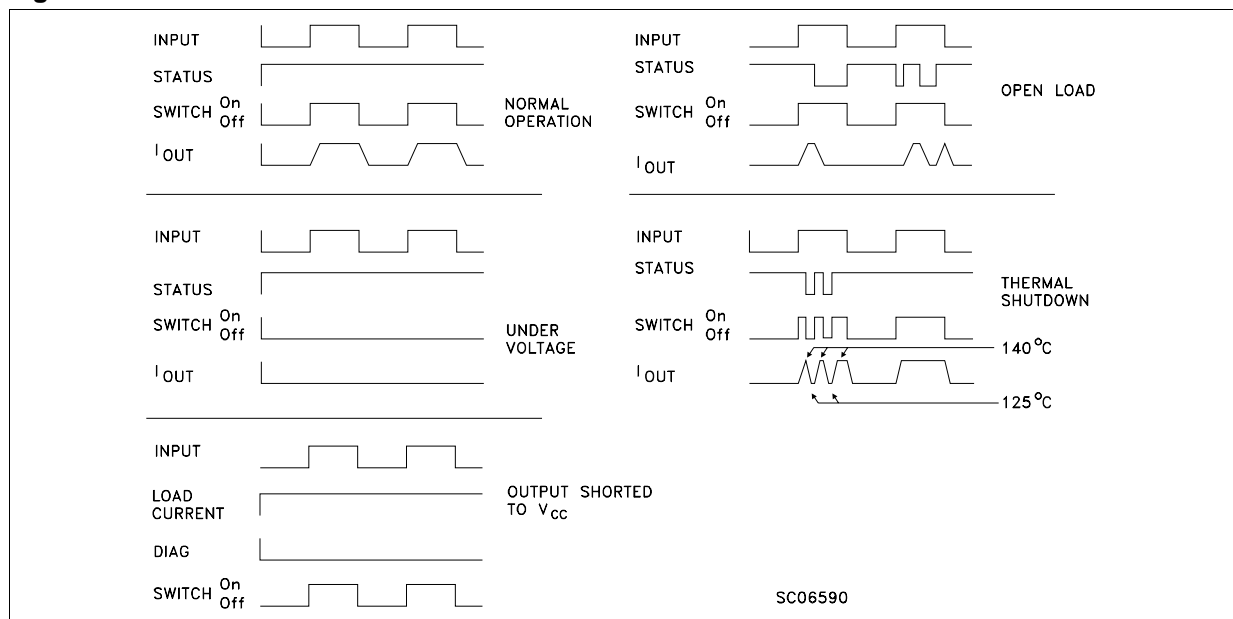 INPUT
STATUS
SWITCH On
Off
I OUT
NORMAL
OPERATION
INPUT
STATUS
SWITCH On
Off
I OUT
OPEN LOAD
INPUT
STATUS
SWITCH On
Off
I OUT
UNDER
VOLTAGE
INPUT
STATUS
SWITCH On
Off
I OUT
THERMAL
SHUTDOWN
140°C
125°C
INPUT
LOAD
CURRENT
DIAG
SWITCH On
Off
OUTPUT SHORTED
TO VCC
SC06590